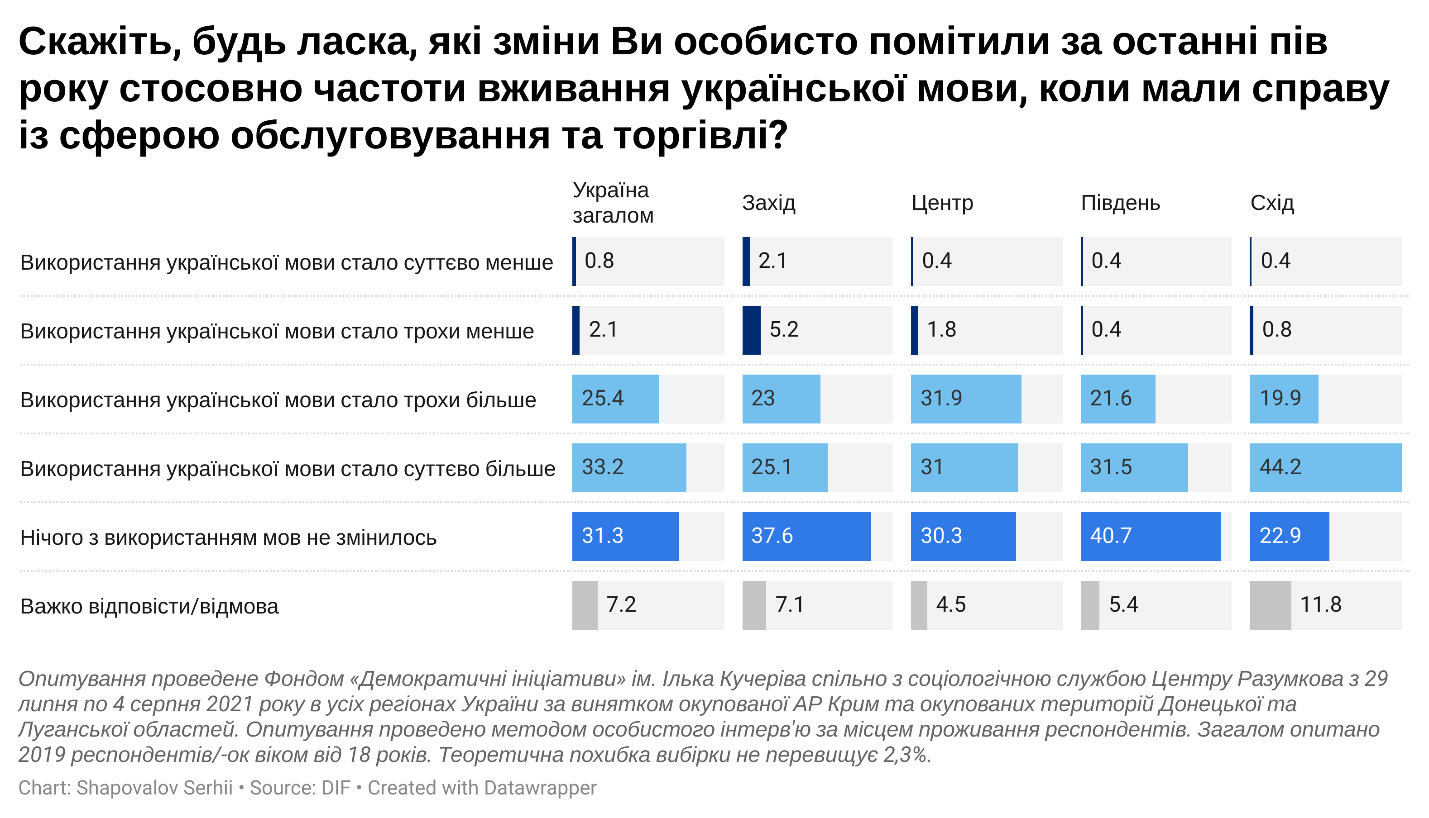 Скажіть, будь ласка, які зміни Ви особисто помітили за останні пів
року стосовно частоти вживання української мови, коли мали справу
із сферою обслуговування та торгівлі?
Україна
загалом
Захід
Центр
Південь
Схід
Використання української мови стало суттєво менше 0.8 2.1 0.4 0.4 0.4
Використання української мови стало трохи менше 2.1 5.2 1.8 0.4 0.8
Використання української мови стало трохи більше 25.4 23 31.9 21.6 19.9
Використання української мови стало суттєво більше 33.2 25.1 31 31.5 44.2
Нічого з використанням мов не змінилось 31.3 37.6 30.3 40.7 22.9
Важко відповісти/відмова 7.2 7.1 4.5 5.4 11.8
Опитування проведене Фондом «Демократичні ініціативи» ім. Ілька Кучеріва спільно з соціологічною службою Центру Разумкова з 29
липня по 4 серпня 2021 року в усіх регіонах України за винятком окупованої АР Крим та окупованих територій Донецької та
Луганської областей. Опитування проведено методом особистого інтерв'ю за місцем проживання респондентів. Загалом опитано
2019 респондентів/-ок віком від 18 років. Теоретична похибка вибірки не перевищує 2,3%.
Chart: Shapovalov Serhii • Source: DIF • Created with Datawrapper